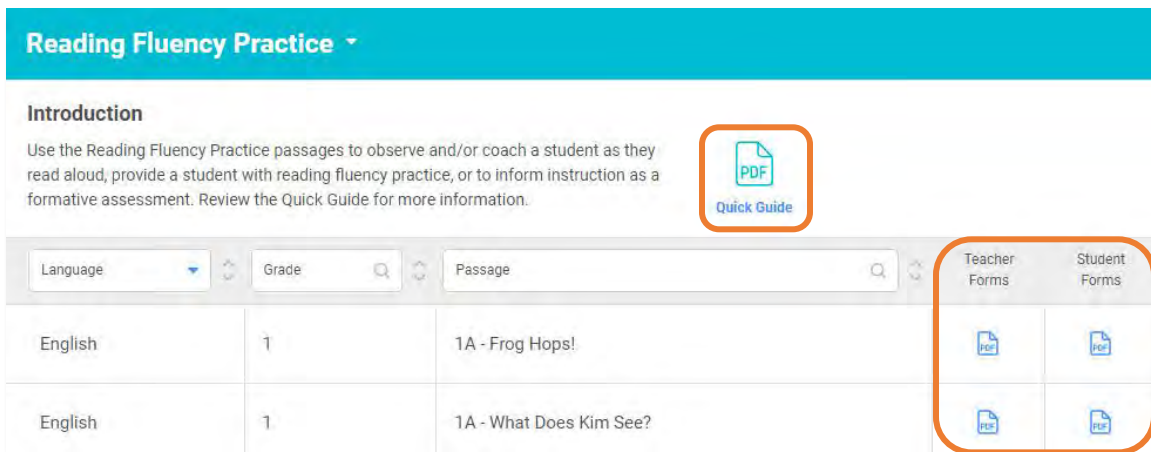 Reading Fluency Practice
Introduction
Use the Reading Fluency Practice passages to observe and/or coach a student as they
read aloud, provide a student with reading fluency practice, or to inform instruction as a
formative assessment. Review the Quick Guide for more information.
PDF
Quick Guide
Language Grade Passage Teacher Forms Student Forms
English 1 1A - Frog Hops! PDF PDF
English 1 1A - What Does Kim See? PDF PDF